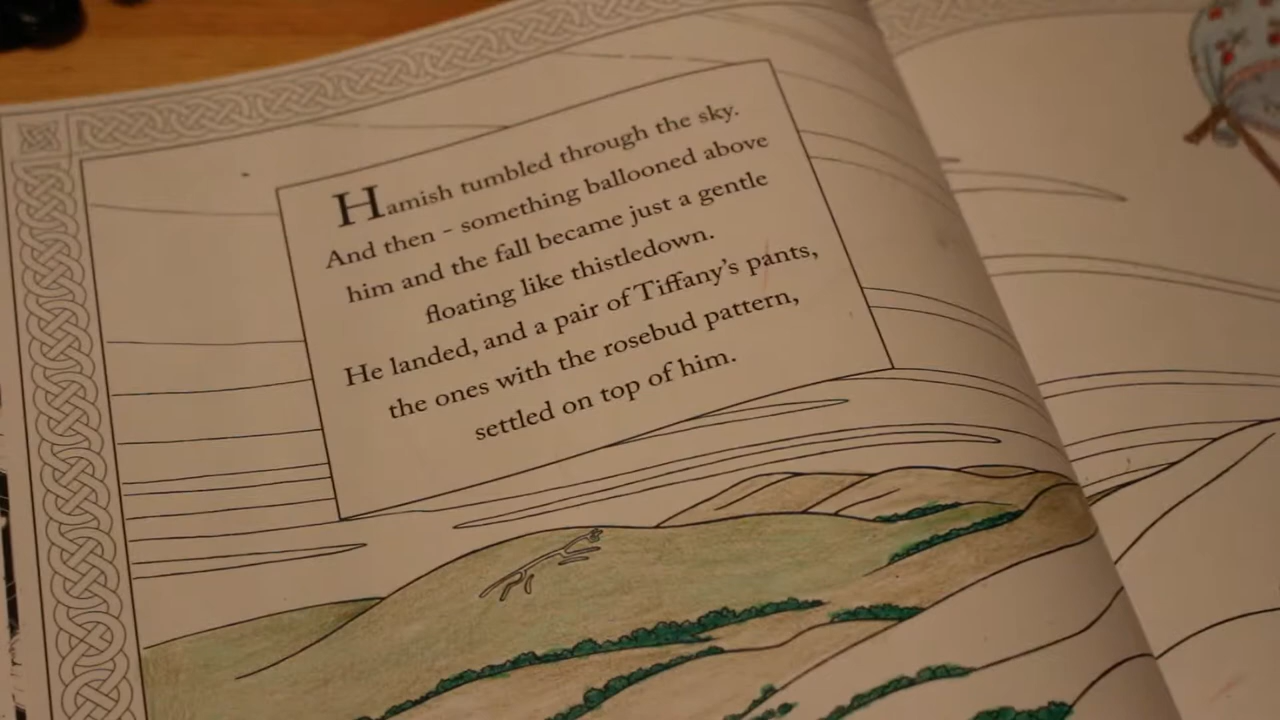 Hamish tumbled through the sky.
And then - something ballooned above
him and the fall became just a gentle
floating like thistledown.
He landed, and a pair of Tiffany's pants,
the ones with the rosebud pattern,
settled on top of him.